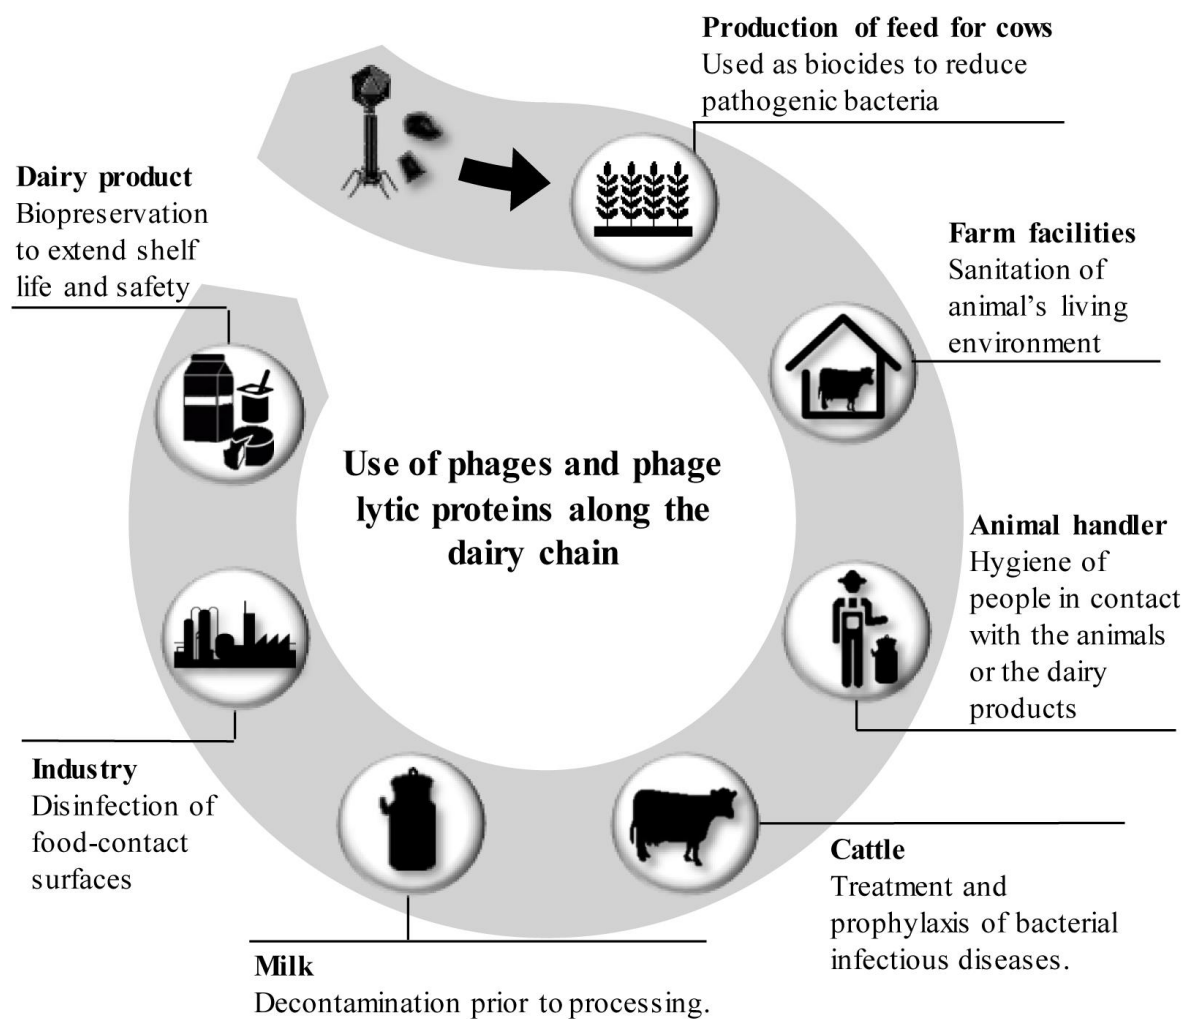 Production of feed for cows
Used as biocides to reduce
pathogenic bacteria
Farm facilities
Sanitation of
animal’s living
environment
Animal handler
Hygiene of
people in contact
with the animals
or the dairy
products
Cattle
Treatment and
prophylaxis of bacterial
infectious diseases.
Milk
Decontamination prior to processing.
Industry
Disinfection of
food-contact
surfaces
Dairy product
Biopreservation
to extend shelf
life and safety
Use of phages and phage
lytic proteins along the
dairy chain